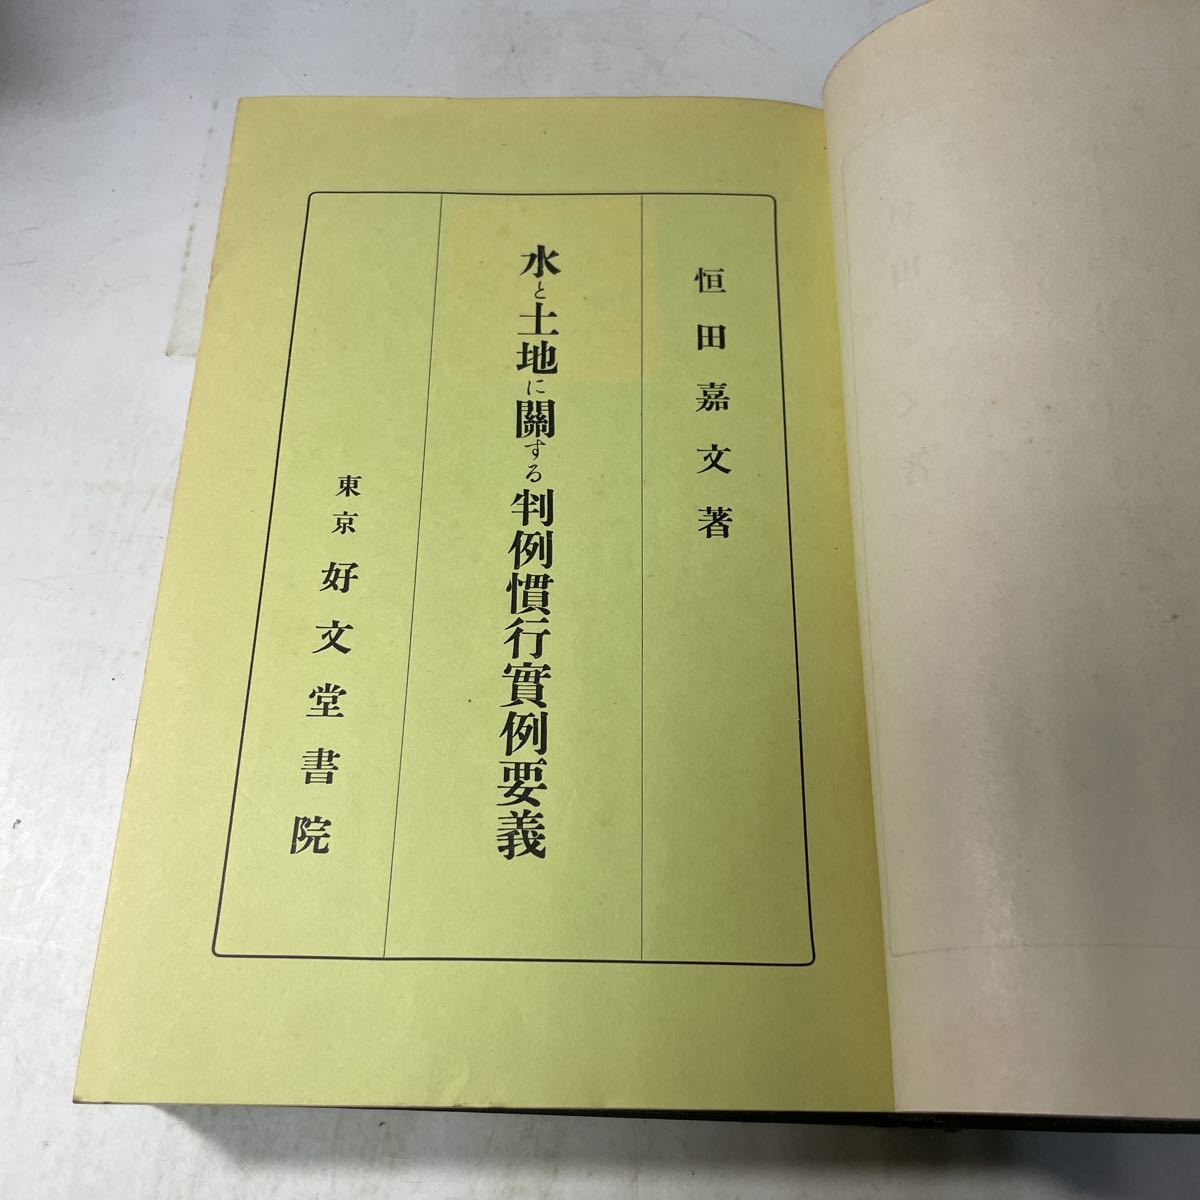 恒田嘉文著
水と土地に關する判例慣行實例要義
東京 好文堂書院